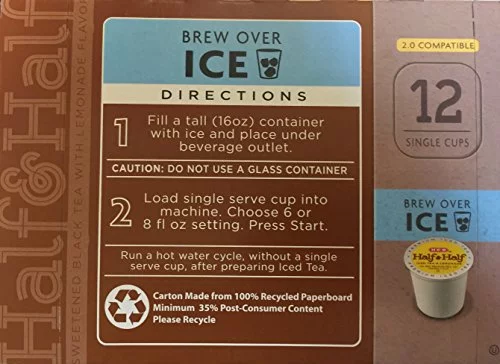 Half & Half
SWEETENED BLACK TEA WITH LEMONADE FLAVOR
BREW OVER
ICE
DIRECTIONS
1 Fill a tall (16oz) container
with ice and place under
beverage outlet.
CAUTION: DO NOT USE A GLASS CONTAINER
2 Load single serve cup into
machine. Choose 6 or
8 fl oz setting. Press Start.
Run a hot water cycle, without a single
serve cup, after preparing Iced Tea.
Carton Made from 100% Recycled Paperboard
Minimum 35% Post-Consumer Content
Please Recycle
2.0 COMPATIBLE
12
SINGLE CUPS
BREW OVER
ICE
Half & Half